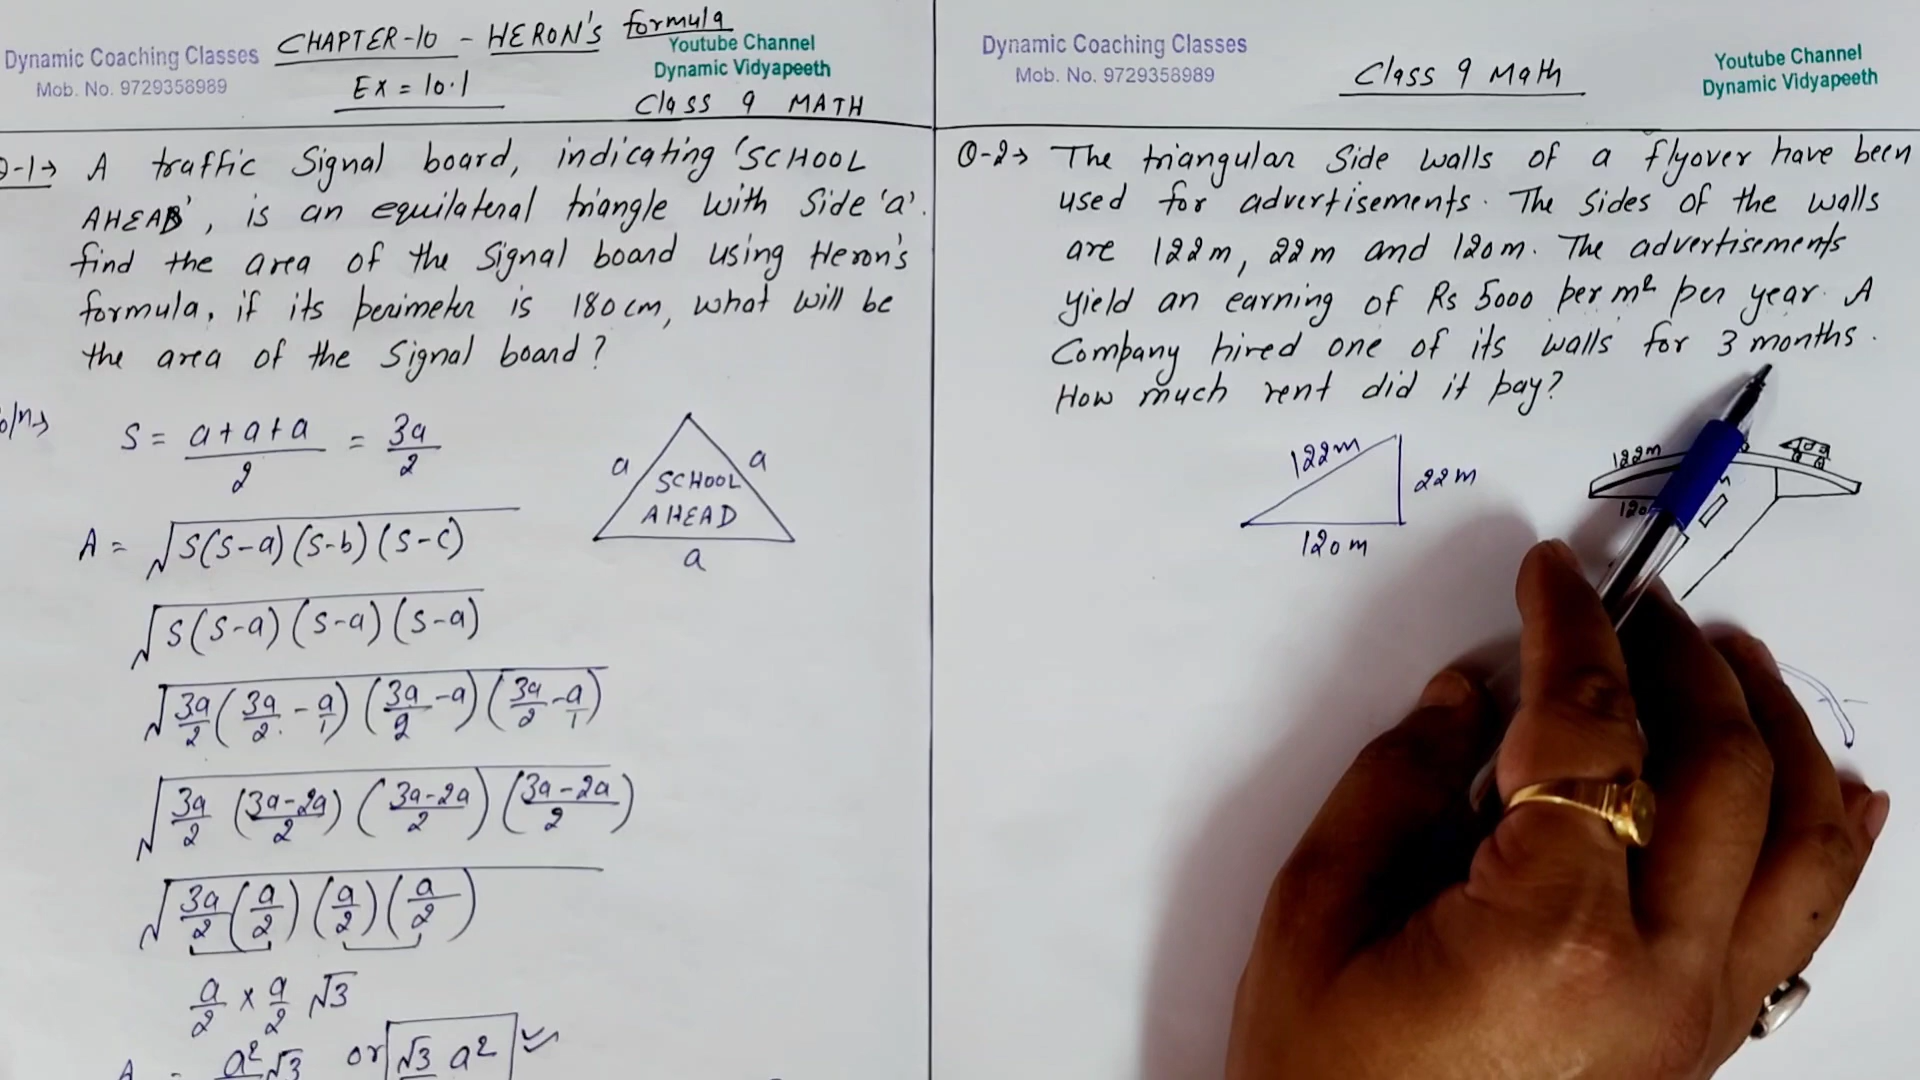 Dynamic Coaching Classes
Mob. No. 9729358989
CHAPTER-10 - HERON'S formula
Ex = 10.1
Youtube Channel
Dynamic Vidyapeeth
Class 9 MATH
Q-1→ A traffic Signal board, indicating 'SCHOOL
AHEAD', is an equilateral triangle with Side 'a'.
find the area of the Signal board using Heron's
formula, if its perimeter is 180 cm, what will be
the area of the Signal board?
S = a+a+a/2 = 3a/2
a
a
SCHOOL
AHEAD
a
A = √S(S-a)(S-b)(S-c)
√S(S-a)(S-a)(S-a)
√3a/2(3a/2 - a/1)(3a/2 - a)(3a/2 - a/1)
√3a/2 (3a-2a/2)(3a-2a/2)(3a-2a/2)
√3a/2(a/2)(a/2)(a/2)
a/2 × a/2 √3
A = a²√3 or √3 a²
Dynamic Coaching Classes
Mob. No. 9729358989
Class 9 Math
Youtube Channel
Dynamic Vidyapeeth
Q-2→ The triangular Side walls of a flyover have been
used for advertisements. The Sides of the walls
are 122m, 22m and 120m. The advertisements
yield an earning of Rs 5000 per m² per year. A
Company hired one of its walls for 3 months.
How much rent did it pay?
122m
22m
120m
122m
120